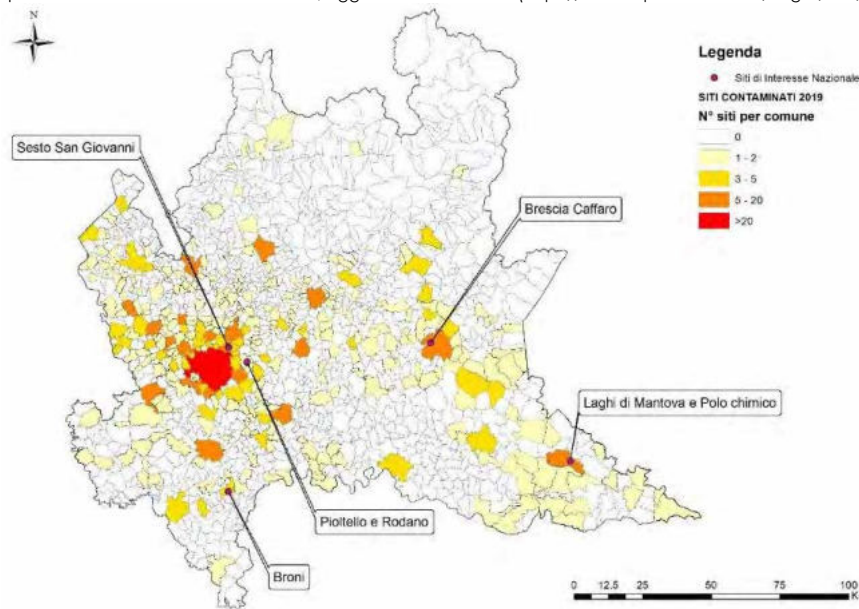 N
Legenda
Siti di Interesse Nazionale
SITI CONTAMINATI 2019
N° siti per comune
0
1 - 2
3 - 5
5 - 20
>20
Sesto San Giovanni
Brescia Caffaro
Laghi di Mantova e Polo chimico
Pioltello e Rodano
Broni
0 12.5 25 50 75 100
K